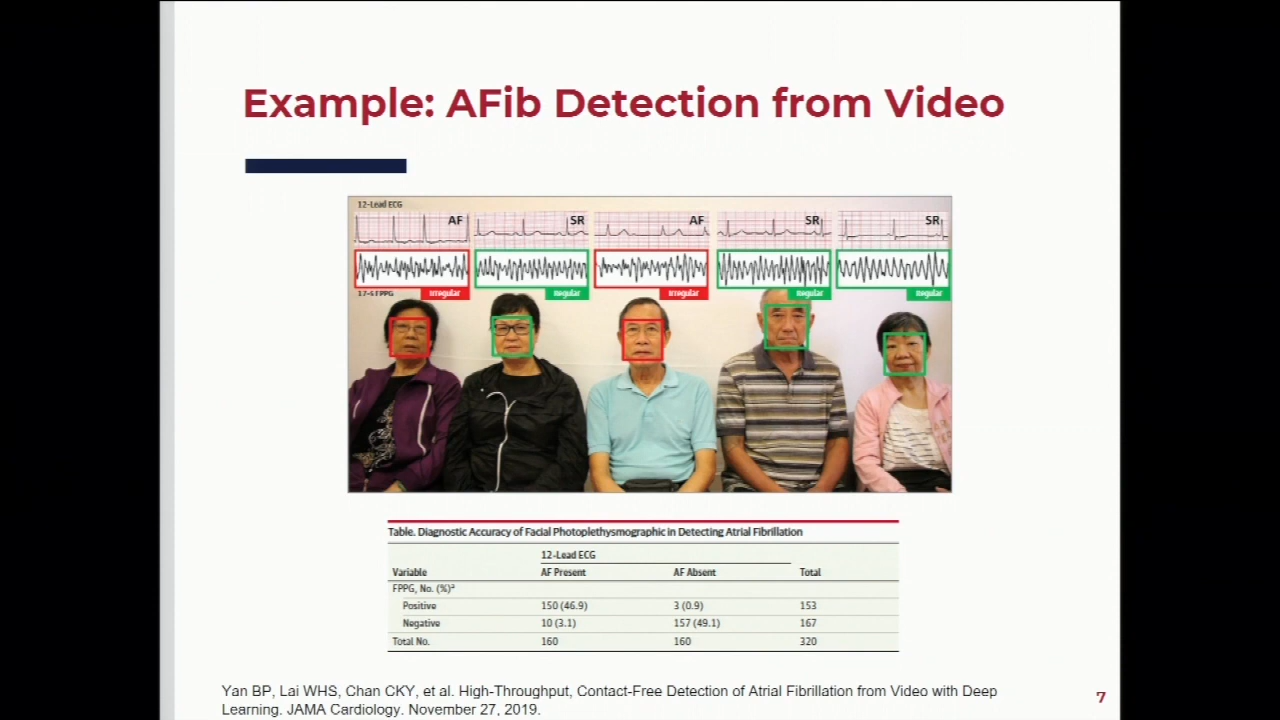 Example: AFib Detection from Video
12-Lead ECG
AF SR AF SR SR
17-s FPPG
Irregular Regular Irregular Regular Regular
Table. Diagnostic Accuracy of Facial Photoplethysmographic in Detecting Atrial Fibrillation
12-Lead ECG
Variable AF Present AF Absent Total
FPPG, No. (%)ᵃ
Positive 150 (46.9) 3 (0.9) 153
Negative 10 (3.1) 157 (49.1) 167
Total No. 160 160 320
Yan BP, Lai WHS, Chan CKY, et al. High-Throughput, Contact-Free Detection of Atrial Fibrillation from Video with Deep
Learning. JAMA Cardiology. November 27, 2019.
7